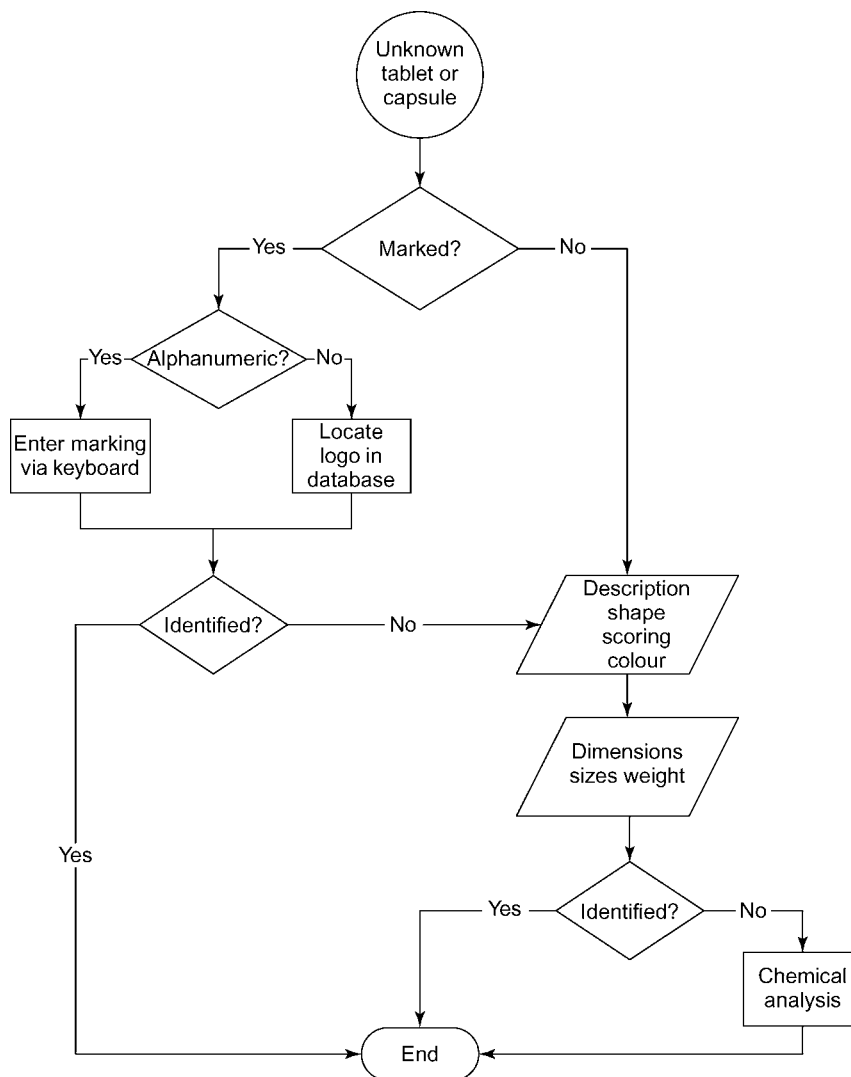 Unknown
tablet or
capsule
Yes
Marked?
No
Yes
Alphanumeric?
No
Enter marking
via keyboard
Locate
logo in
database
Identified?
No
Description
shape
scoring
colour
Dimensions
sizes weight
Yes
Yes
Identified?
No
Chemical
analysis
End